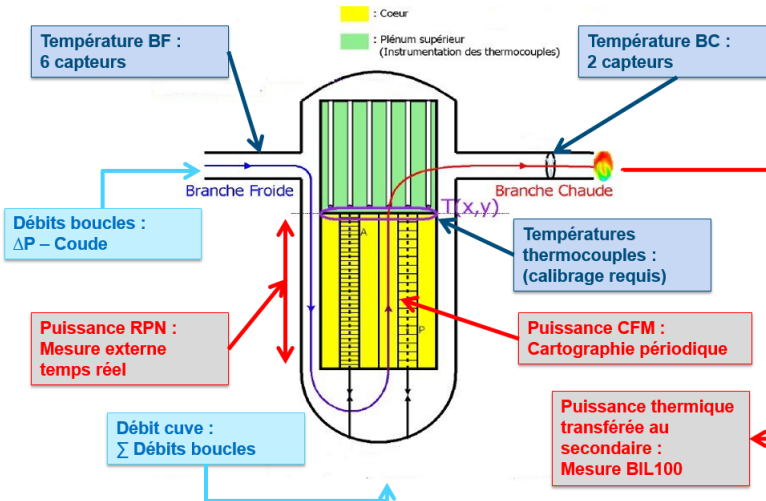 : Coeur
: Plénum supérieur
(Instrumentation des thermocouples)
Température BF :
6 capteurs
Température BC :
2 capteurs
Branche Froide
Branche Chaude
T(x,y)
Débits boucles :
ΔP – Coude
Températures
thermocouples :
(calibrage requis)
A
P
Puissance RPN :
Mesure externe
temps réel
Puissance CFM :
Cartographie périodique
Débit cuve :
∑ Débits boucles
Puissance thermique
transférée au
secondaire :
Mesure BIL100